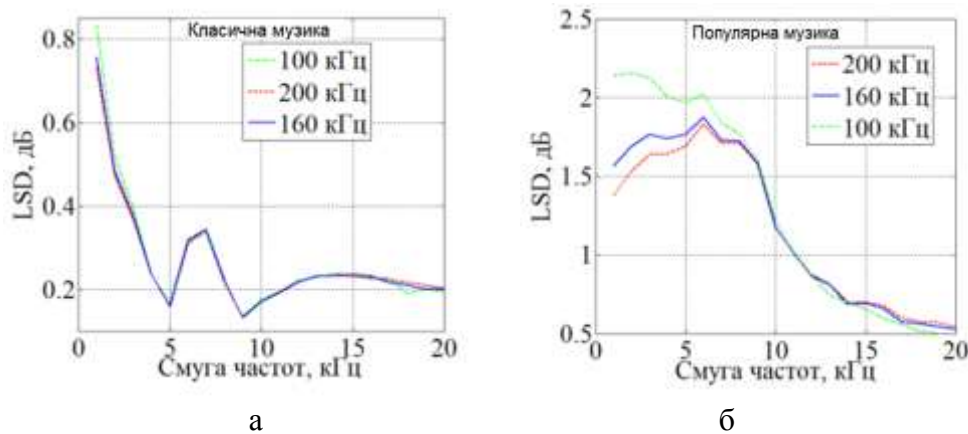 Класична музика
100 кГц
200 кГц
160 кГц
LSD, дБ
0.8
0.6
0.4
0.2
0 5 10 15 20
Смуга частот, кГц
а
Популярна музика
200 кГц
160 кГц
100 кГц
LSD, дБ
2.5
2
1.5
1
0.5
0 5 10 15 20
Смуга частот, кГц
б